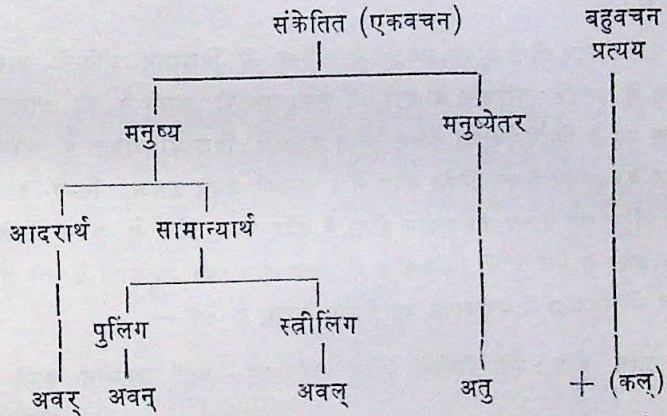 संकेतित (एकवचन) बहुवचन
प्रत्यय
मनुष्य मनुष्येतर
आदरार्थ सामान्यार्थ
पुलिंग स्त्रीलिंग
अवर् अवन् अवल् अतु + (कल्)